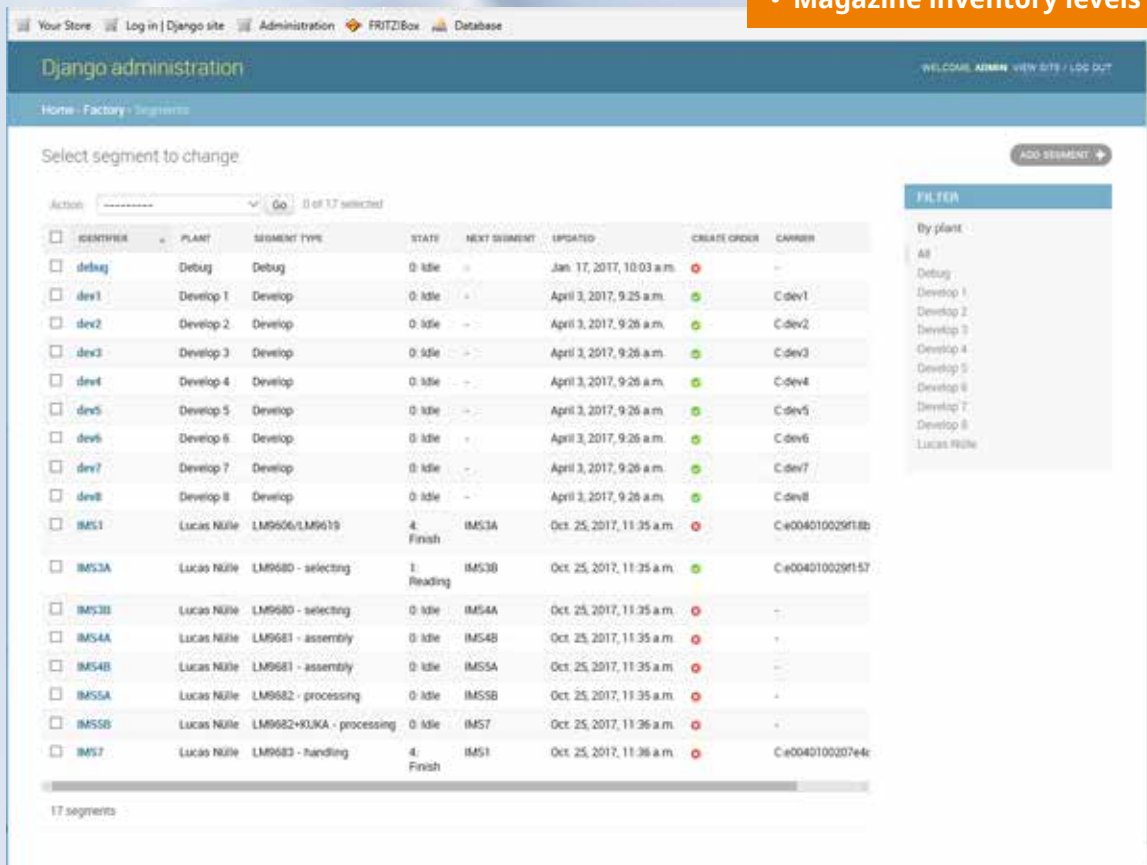 • Magazine inventory levels
Your Store Log in | Django site Administration FRITZ!Box Database
Django administration WELCOME, ADMIN. VIEW SITE / LOG OUT
Home › Factory › Segments
Select segment to change ADD SEGMENT +
Action: --------- Go 0 of 17 selected
IDENTIFIER PLANT SEGMENT TYPE STATE NEXT SEGMENT UPDATED CREATE ORDER CARRIER
debug Debug Debug 0: Idle - Jan. 17, 2017, 10:03 a.m. -
dev1 Develop 1 Develop 0: Idle - April 3, 2017, 9:25 a.m. C:dev1
dev2 Develop 2 Develop 0: Idle - April 3, 2017, 9:26 a.m. C:dev2
dev3 Develop 3 Develop 0: Idle - April 3, 2017, 9:26 a.m. C:dev3
dev4 Develop 4 Develop 0: Idle - April 3, 2017, 9:26 a.m. C:dev4
dev5 Develop 5 Develop 0: Idle - April 3, 2017, 9:26 a.m. C:dev5
dev6 Develop 6 Develop 0: Idle - April 3, 2017, 9:26 a.m. C:dev6
dev7 Develop 7 Develop 0: Idle - April 3, 2017, 9:26 a.m. C:dev7
dev8 Develop 8 Develop 0: Idle - April 3, 2017, 9:26 a.m. C:dev8
IMS1 Lucas Nülle LM9606/LM9619 4: IMS3A Oct. 25, 2017, 11:35 a.m. C:e004010029f18b
Finish
IMS3A Lucas Nülle LM9680 - selecting 1: IMS3B Oct. 25, 2017, 11:35 a.m. C:e004010029f157
Reading
IMS3B Lucas Nülle LM9680 - selecting 0: Idle IMS4A Oct. 25, 2017, 11:35 a.m. -
IMS4A Lucas Nülle LM9681 - assembly 0: Idle IMS4B Oct. 25, 2017, 11:35 a.m. -
IMS4B Lucas Nülle LM9681 - assembly 0: Idle IMS5A Oct. 25, 2017, 11:35 a.m. -
IMS5A Lucas Nülle LM9682 - processing 0: Idle IMS5B Oct. 25, 2017, 11:36 a.m. -
IMS5B Lucas Nülle LM9682+KUKA - processing 0: Idle IMS7 Oct. 25, 2017, 11:36 a.m. -
IMS7 Lucas Nülle LM9683 - handling 4: IMS1 Oct. 25, 2017, 11:36 a.m. C:e0040100207e4c
Finish
17 segments
FILTER
By plant
All
Debug
Develop 1
Develop 2
Develop 3
Develop 4
Develop 5
Develop 6
Develop 7
Develop 8
Lucas Nülle